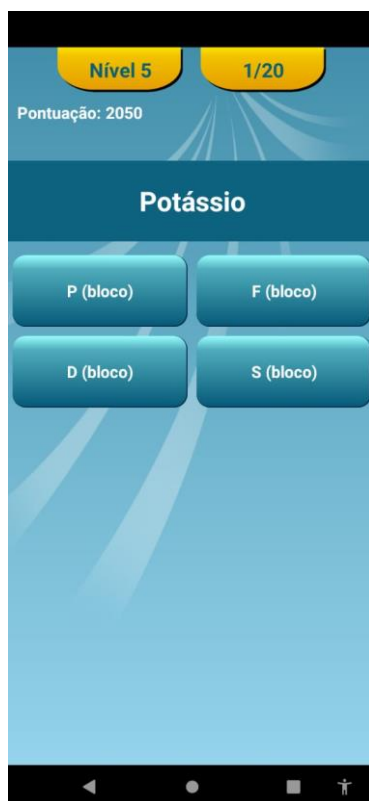 Nível 5
1/20
Pontuação: 2050
Potássio
P (bloco)
F (bloco)
D (bloco)
S (bloco)